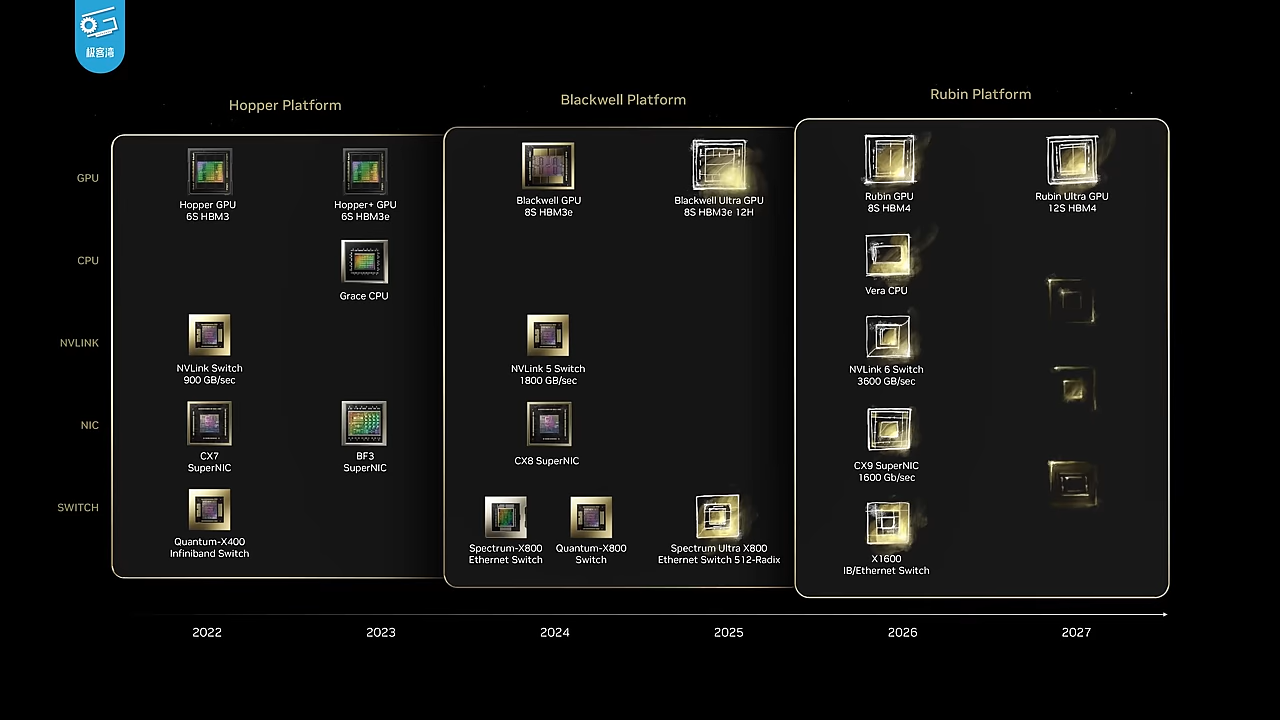 极客湾
Hopper Platform
Blackwell Platform
Rubin Platform
GPU
Hopper GPU
6S HBM3
Hopper+ GPU
6S HBM3e
Blackwell GPU
8S HBM3e
Blackwell Ultra GPU
8S HBM3e 12H
Rubin GPU
8S HBM4
Rubin Ultra GPU
12S HBM4
CPU
Grace CPU
Vera CPU
NVLINK
NVLink Switch
900 GB/sec
NVLink 5 Switch
1800 GB/sec
NVLink 6 Switch
3600 GB/sec
NIC
CX7
SuperNIC
BF3
SuperNIC
CX8 SuperNIC
CX9 SuperNIC
1600 Gb/sec
SWITCH
Quantum-X400
Infiniband Switch
Spectrum-X800
Ethernet Switch
Quantum-X800
Switch
Spectrum Ultra X800
Ethernet Switch 512-Radix
X1600
IB/Ethernet Switch
2022
2023
2024
2025
2026
2027